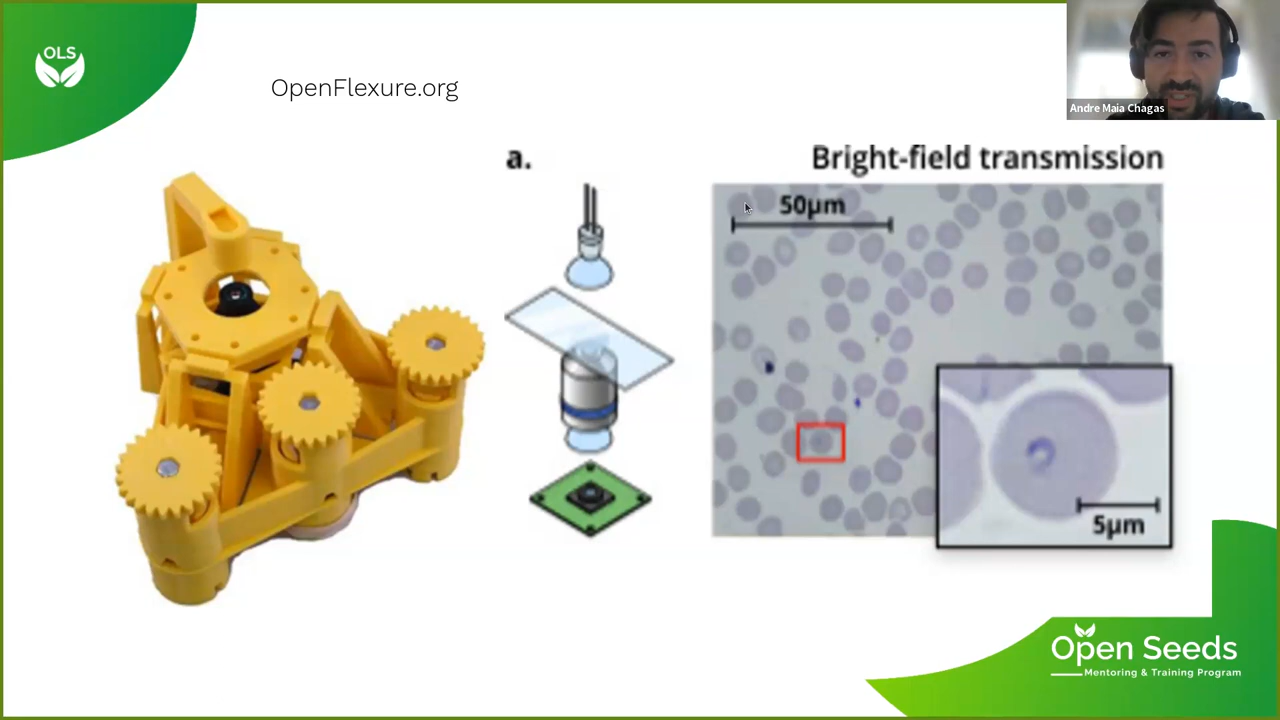 OLS
OpenFlexure.org
Andre Maia Chagas
a.
Bright-field transmission
50µm
5µm
Open Seeds
Mentoring & Training Program